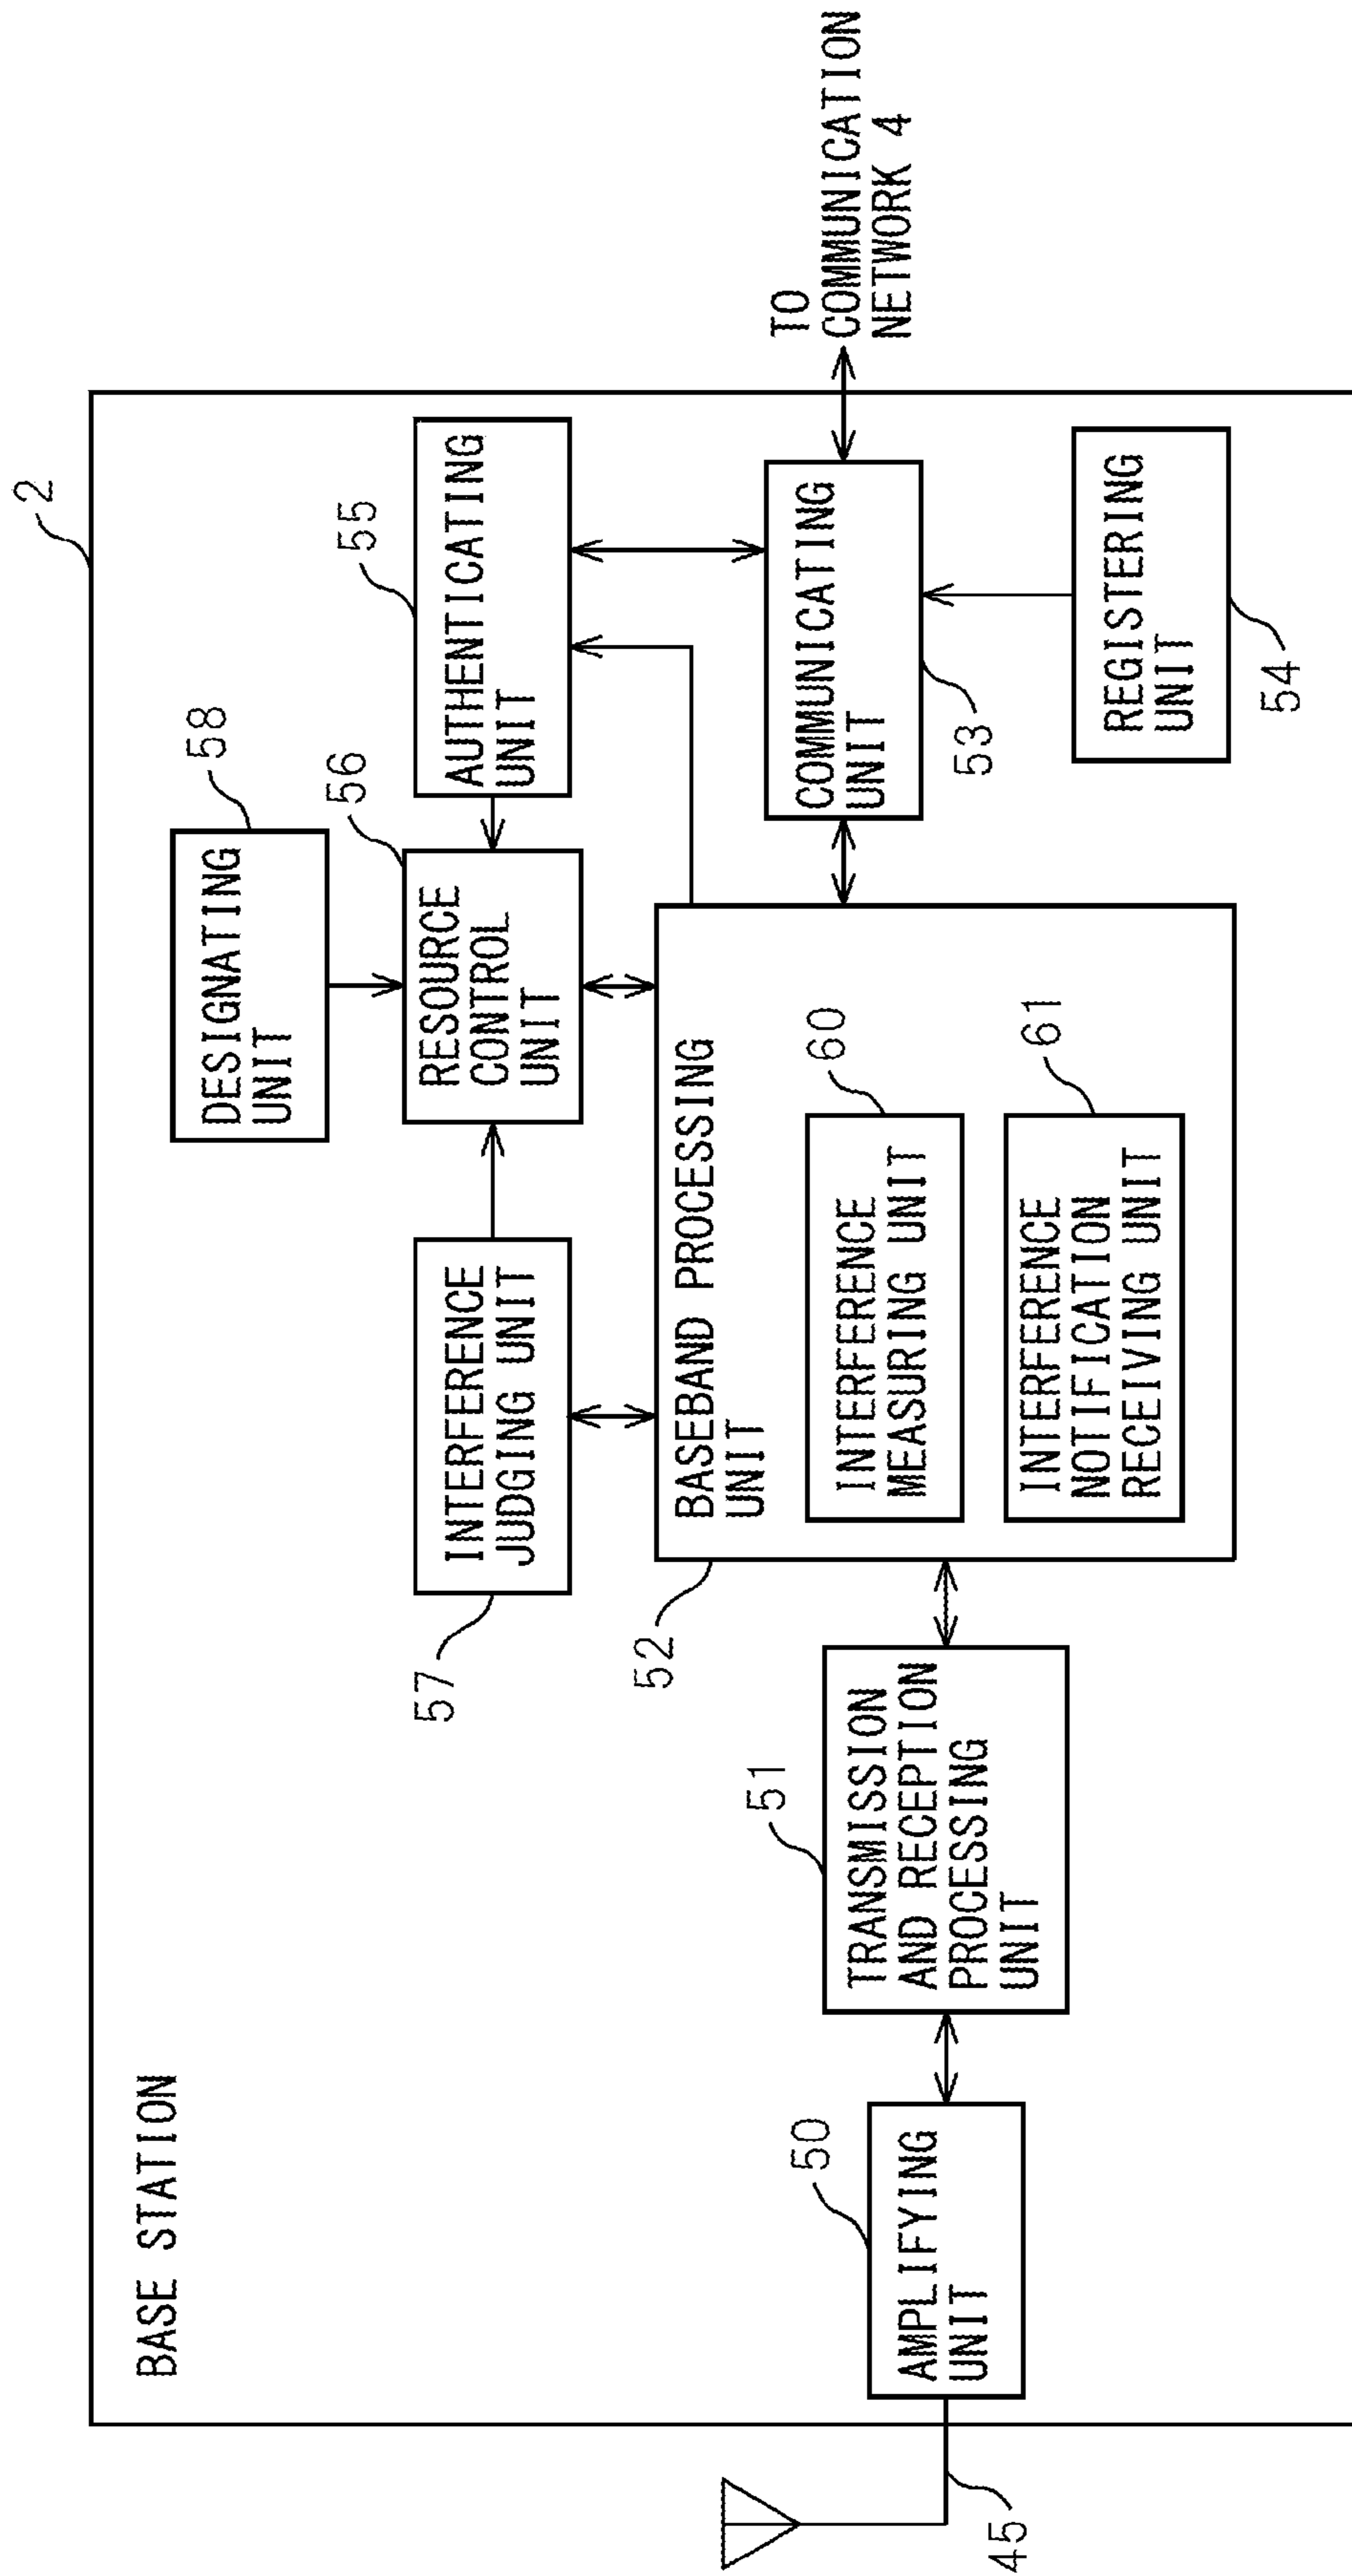 2
BASE STATION
58
DESIGNATING
UNIT
57
INTERFERENCE
JUDGING UNIT
56
RESOURCE
CONTROL
UNIT
55
AUTHENTICATING
UNIT
45
50
AMPLIFYING
UNIT
51
TRANSMISSION
AND RECEPTION
PROCESSING
UNIT
52
BASEBAND PROCESSING
UNIT
60
INTERFERENCE
MEASURING UNIT
61
INTERFERENCE
NOTIFICATION
RECEIVING UNIT
COMMUNICATING
UNIT
53
TO
COMMUNICATION
NETWORK 4
REGISTERING
UNIT
54